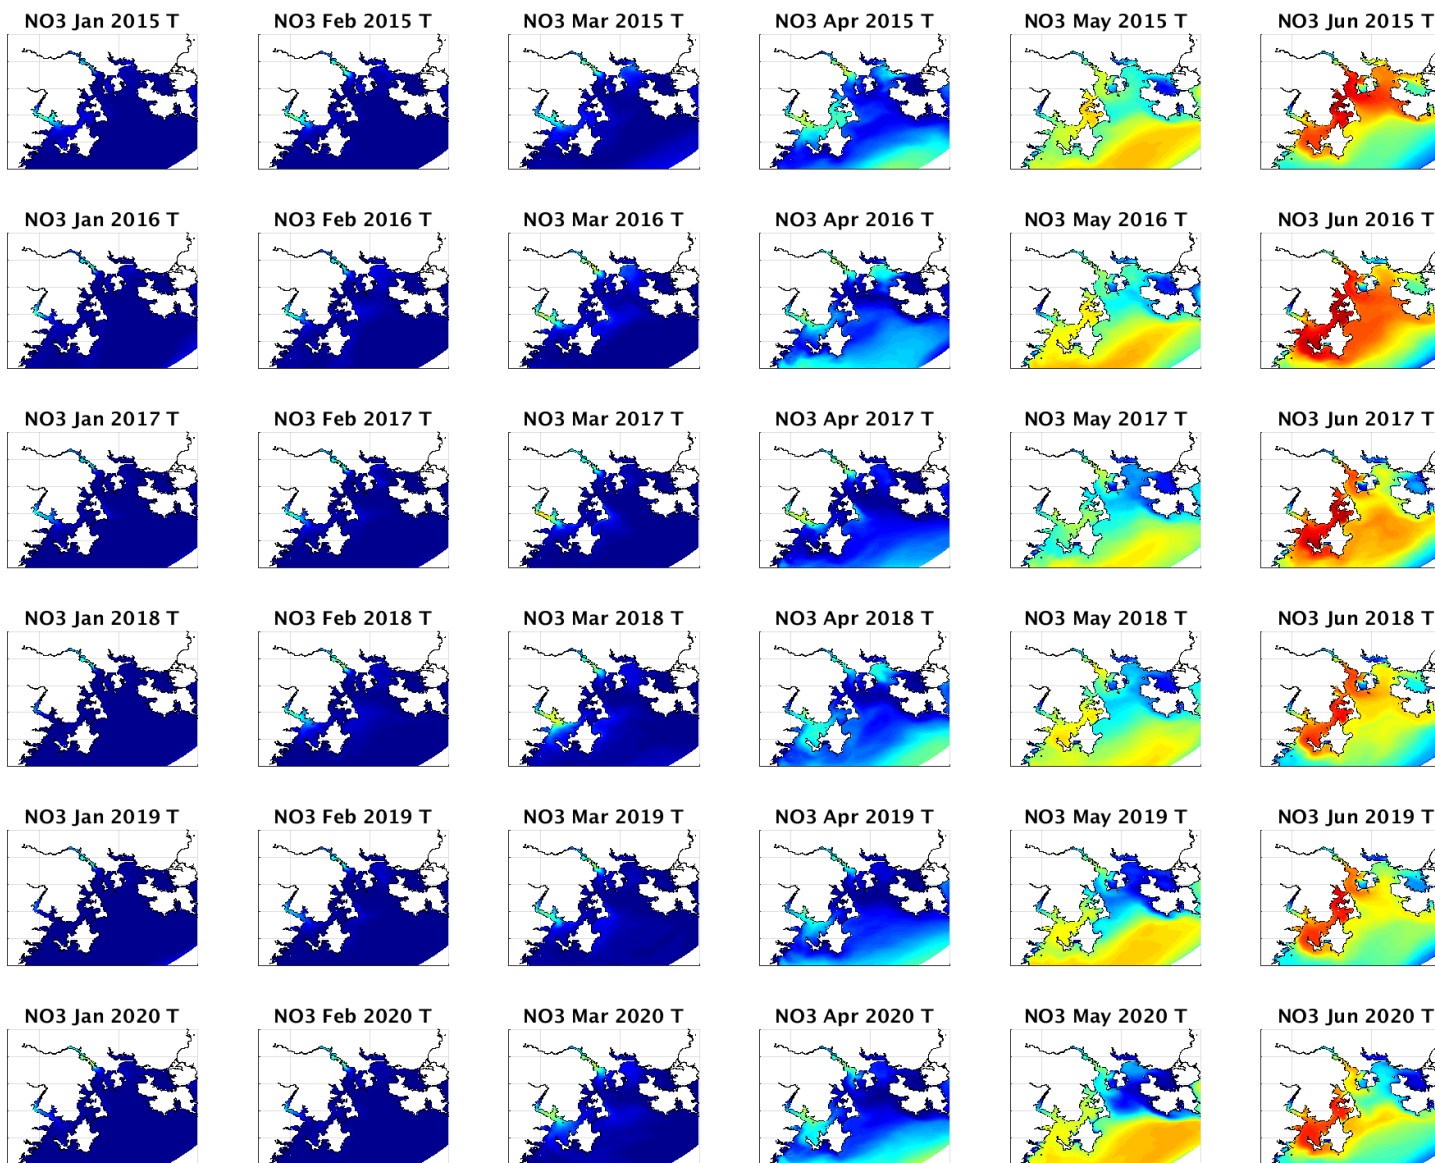 NO3 Jan 2015 T
NO3 Feb 2015 T
NO3 Mar 2015 T
NO3 Apr 2015 T
NO3 May 2015 T
NO3 Jun 2015 T
NO3 Jan 2016 T
NO3 Feb 2016 T
NO3 Mar 2016 T
NO3 Apr 2016 T
NO3 May 2016 T
NO3 Jun 2016 T
NO3 Jan 2017 T
NO3 Feb 2017 T
NO3 Mar 2017 T
NO3 Apr 2017 T
NO3 May 2017 T
NO3 Jun 2017 T
NO3 Jan 2018 T
NO3 Feb 2018 T
NO3 Mar 2018 T
NO3 Apr 2018 T
NO3 May 2018 T
NO3 Jun 2018 T
NO3 Jan 2019 T
NO3 Feb 2019 T
NO3 Mar 2019 T
NO3 Apr 2019 T
NO3 May 2019 T
NO3 Jun 2019 T
NO3 Jan 2020 T
NO3 Feb 2020 T
NO3 Mar 2020 T
NO3 Apr 2020 T
NO3 May 2020 T
NO3 Jun 2020 T